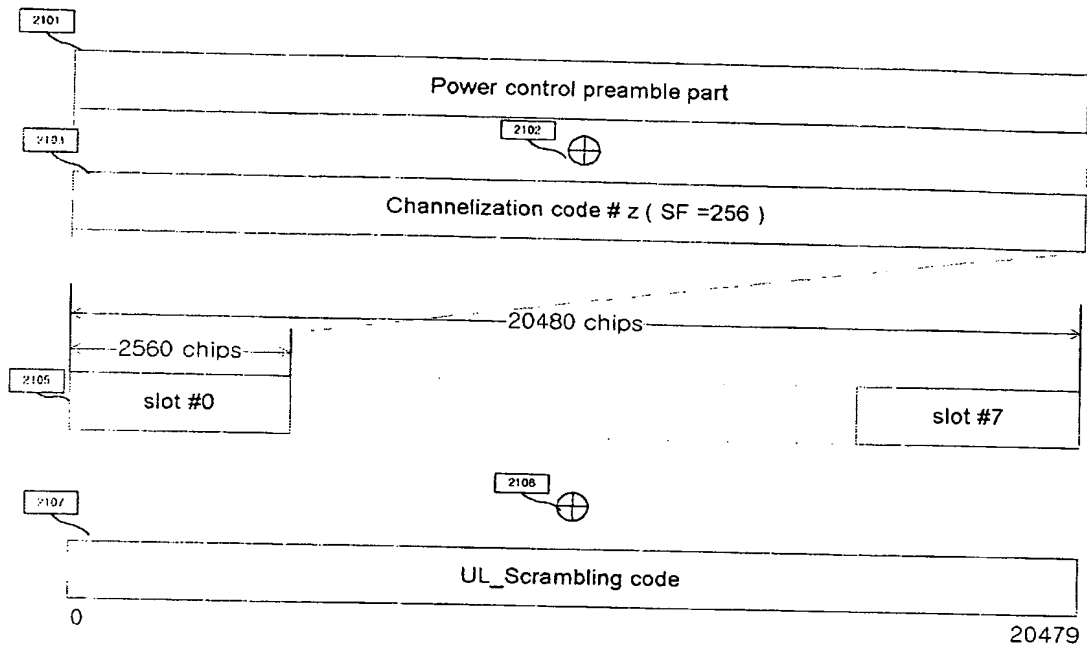 2101
Power control preamble part
2102
2103
Channelization code # z ( SF =256 )
20480 chips
2560 chips
2105
slot #0
slot #7
2106
2107
UL_Scrambling code
0
20479